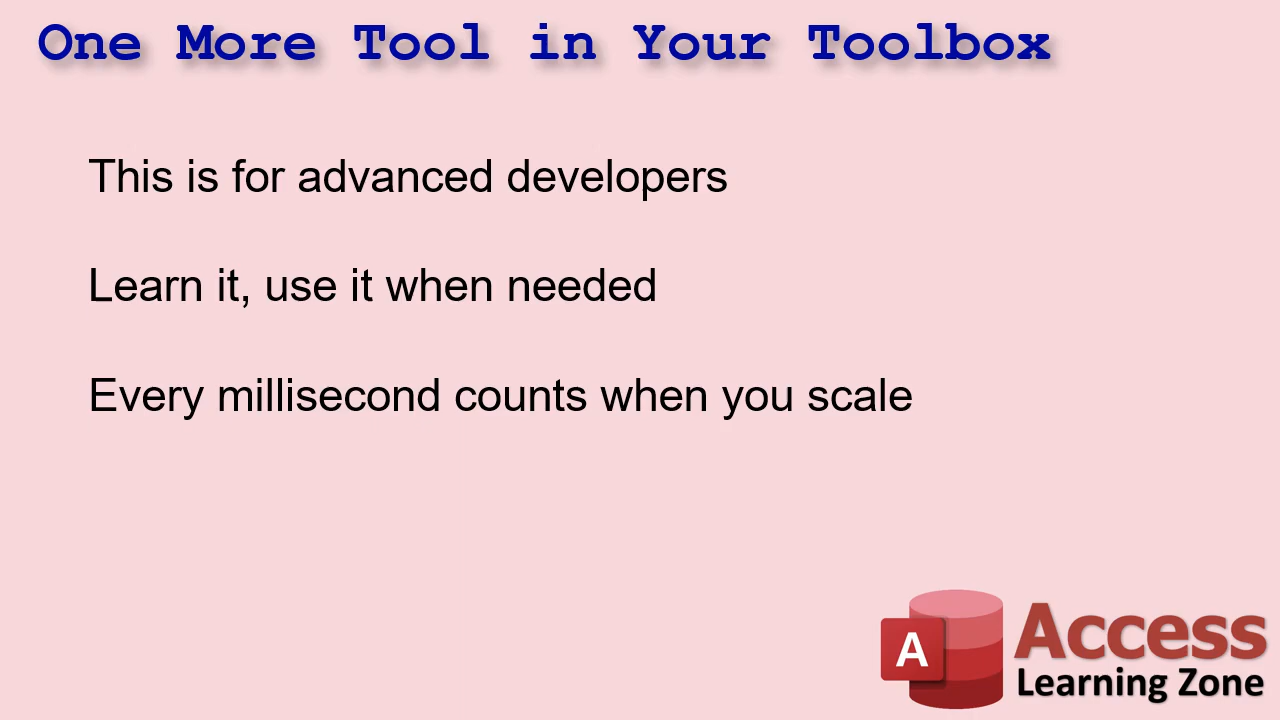 One More Tool in Your Toolbox
This is for advanced developers
Learn it, use it when needed
Every millisecond counts when you scale
A
Access
Learning Zone